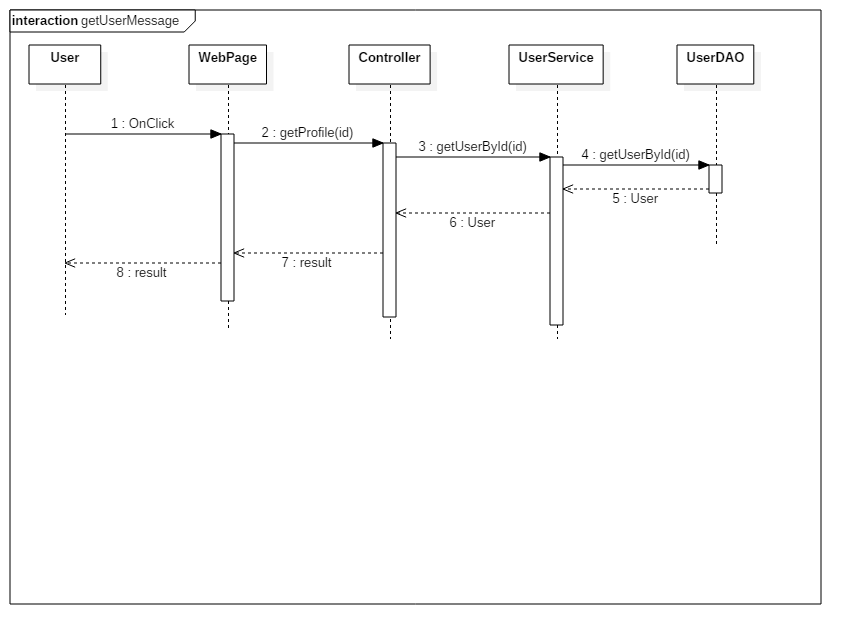 interaction getUserMessage
User
WebPage
Controller
UserService
UserDAO
1 : OnClick
2 : getProfile(id)
3 : getUserById(id)
4 : getUserById(id)
5 : User
6 : User
7 : result
8 : result